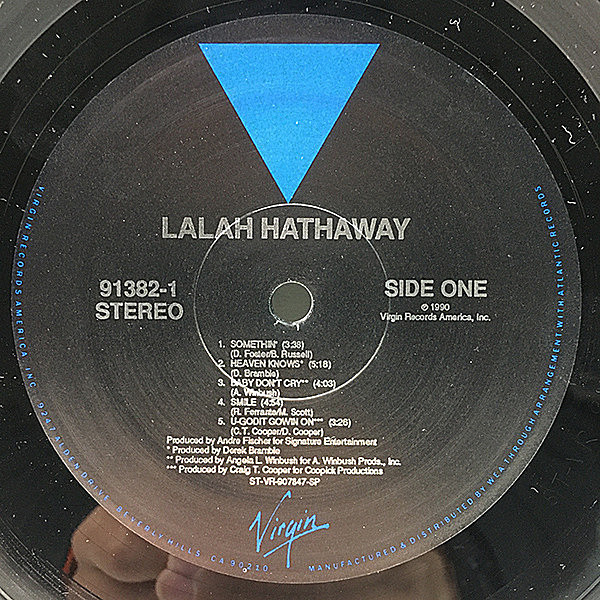 LALAH HATHAWAY
91382-1
STEREO
SIDE ONE
℗ 1990
Virgin Records America, Inc.
1. SOMETHIN* (3:38)
(D. Foster/B. Russell)
2. HEAVEN KNOWS* (5:18)
(D. Bramble)
3. BABY DON'T CRY** (4:03)
(A. Winbush)
4. SMILE (4:54)
(R. Ferrante/M. Scott)
5. U-GODIT GOWIN ON*** (3:26)
(C.T. Cooper/D. Cooper)
Produced by Andre Fischer for Signature Entertainment
* Produced by Derek Bramble
** Produced by Angela L. Winbush for A. Winbush Prods., Inc.
*** Produced by Craig T. Cooper for Coopick Productions
ST-VR-907847-SP
Virgin
VIRGIN RECORDS AMERICA, INC. 9247 ALDEN DRIVE, BEVERLY HILLS, CA 90210
MANUFACTURED & DISTRIBUTED BY WEA THROUGH ARRANGEMENT WITH ATLANTIC RECORDS